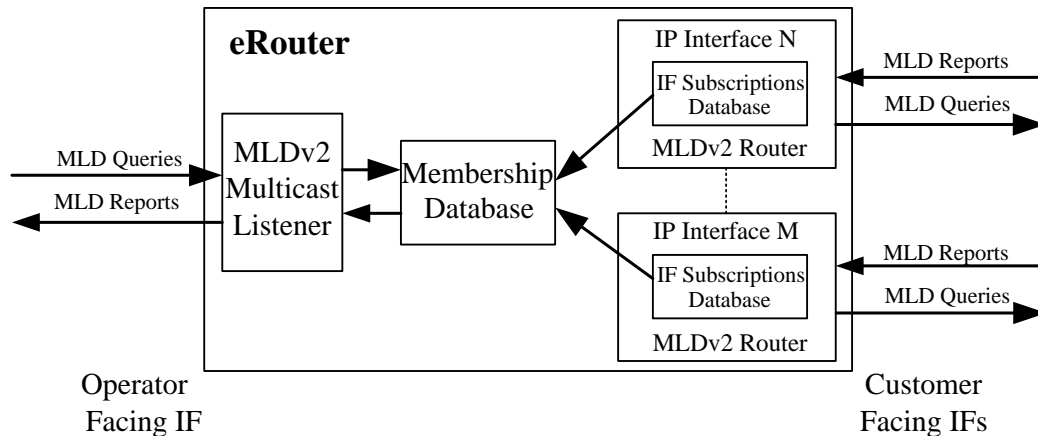 eRouter
MLD Queries
MLD Reports
MLDv2
Multicast
Listener
Membership
Database
IP Interface N
IF Subscriptions
Database
MLDv2 Router
MLD Reports
MLD Queries
IP Interface M
IF Subscriptions
Database
MLDv2 Router
MLD Reports
MLD Queries
Operator
Facing IF
Customer
Facing IFs